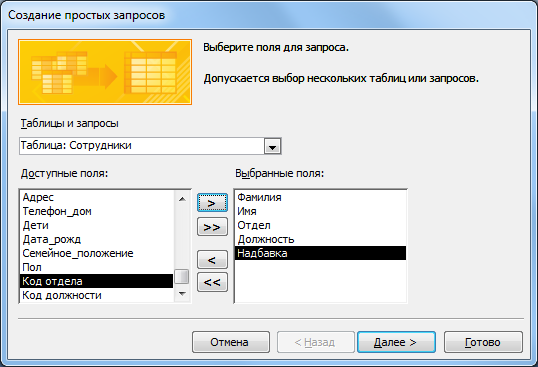 Создание простых запросов
Выберите поля для запроса.
Допускается выбор нескольких таблиц или запросов.
Таблицы и запросы
Таблица: Сотрудники
Доступные поля:
Адрес
Телефон_дом
Дети
Дата_рожд
Семейное_положение
Пол
Код отдела
Код должности
>
>>
<
<<
Выбранные поля:
Фамилия
Имя
Отдел
Должность
Надбавка
Отмена
< Назад
Далее >
Готово